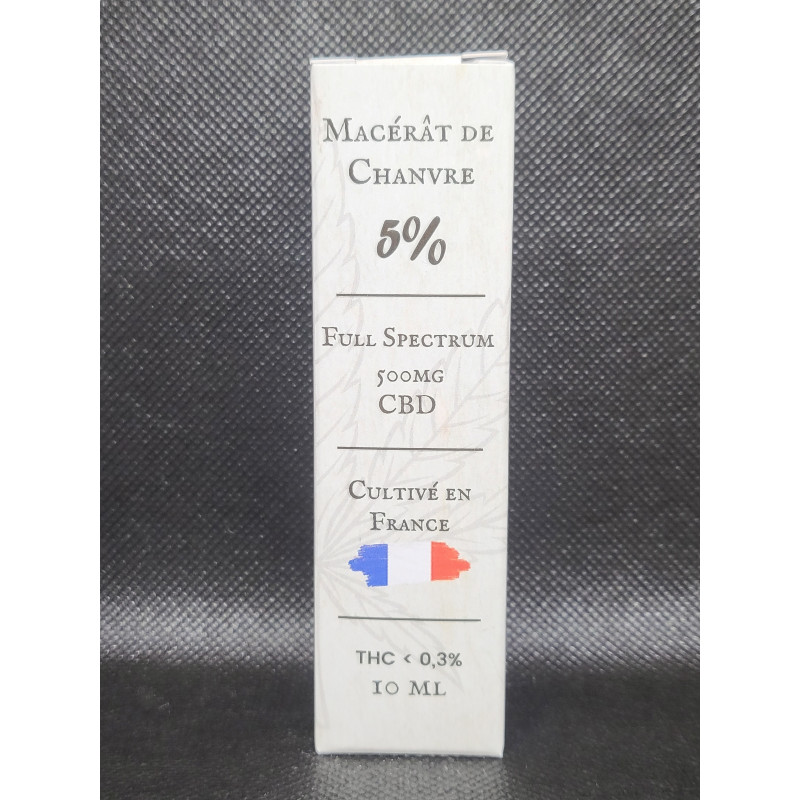 Macérât de
Chanvre
5%
Full Spectrum
500mg
CBD
Cultivé en
France
THC < 0,3%
10 ml